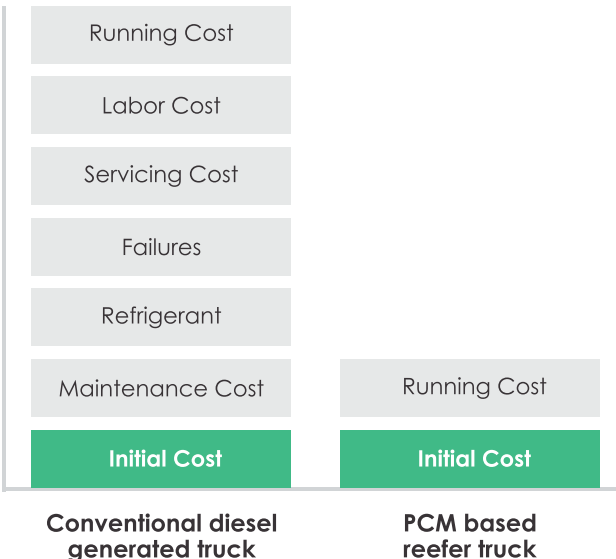 Running Cost
Labor Cost
Servicing Cost
Failures
Refrigerant
Maintenance Cost
Running Cost
Initial Cost
Initial Cost
Conventional diesel
generated truck
PCM based
reefer truck